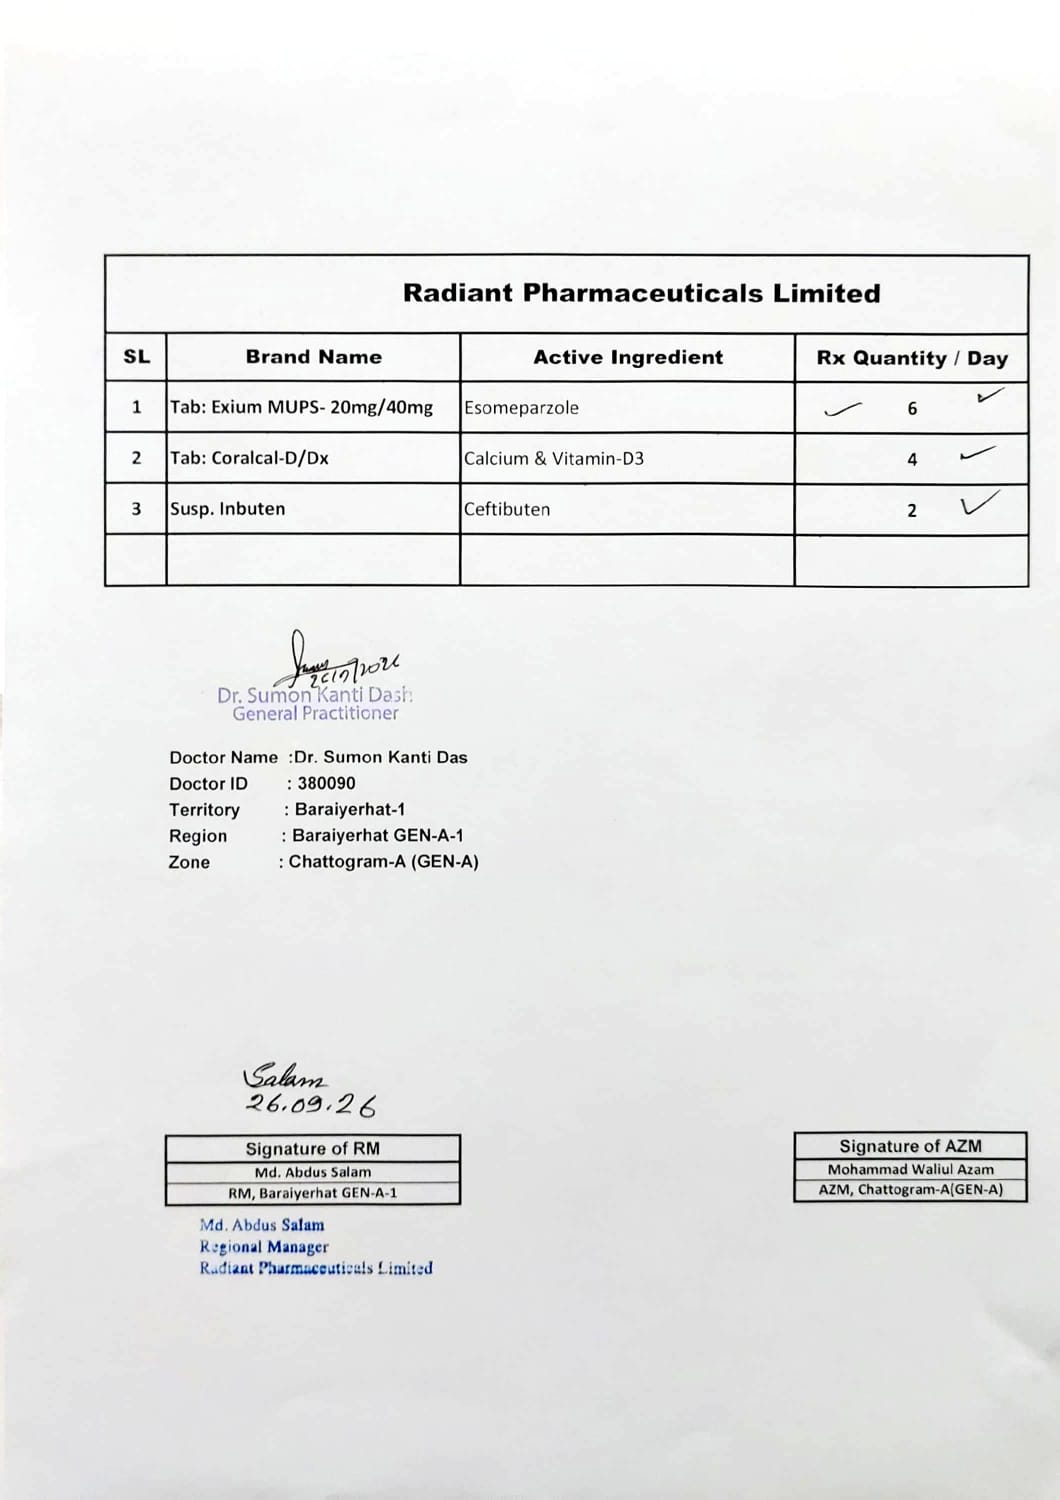 Radiant Pharmaceuticals Limited
SL Brand Name Active Ingredient Rx Quantity / Day
1 Tab: Exium MUPS- 20mg/40mg Esomeparzole 6
2 Tab: Coralcal-D/Dx Calcium & Vitamin-D3 4
3 Susp. Inbuten Ceftibuten 2
Dr. Sumon Kanti Dash
General Practitioner
Doctor Name :Dr. Sumon Kanti Das
Doctor ID : 380090
Territory : Baraiyerhat-1
Region : Baraiyerhat GEN-A-1
Zone : Chattogram-A (GEN-A)
Salam
26.09.26
Signature of RM
Md. Abdus Salam
RM, Baraiyerhat GEN-A-1
Signature of AZM
Mohammad Waliul Azam
AZM, Chattogram-A(GEN-A)
Md. Abdus Salam
Regional Manager
Radiant Pharmaceuticals Limited